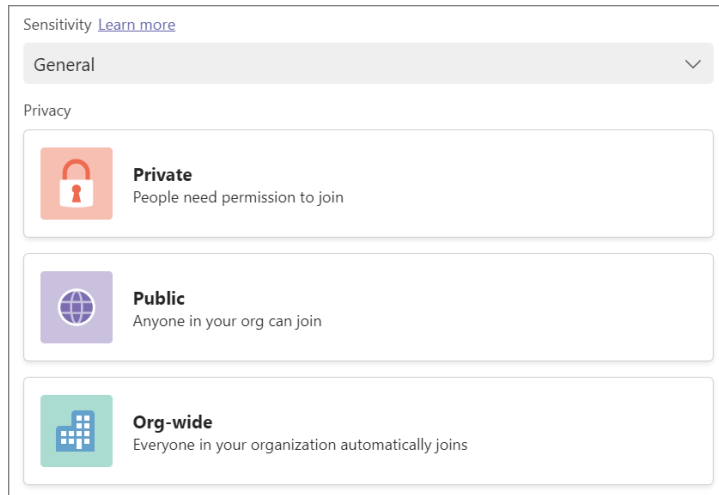 Sensitivity Learn more
General
Privacy
Private
People need permission to join
Public
Anyone in your org can join
Org-wide
Everyone in your organization automatically joins